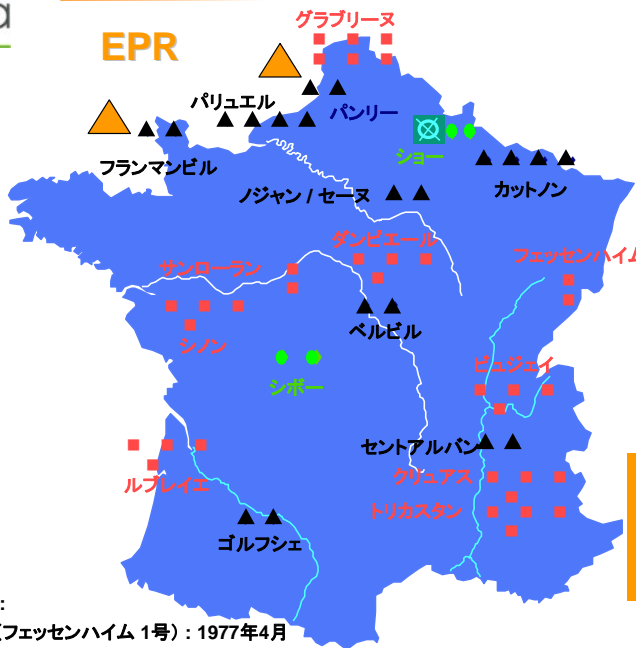 a
グラブリーヌ
EPR
パリュエル
パンリー
フランマンビル
ショー
カットノン
ノジャン / セーヌ
ダンピエール
サンローラン
フェッセンハイム
シノン
ベルビル
ビュジェイ
シボー
セントアルバン
クリュアス
ルブレイエ
トリカスタン
ゴルフシェ
:
(フェッセンハイム 1号) : 1977年4月